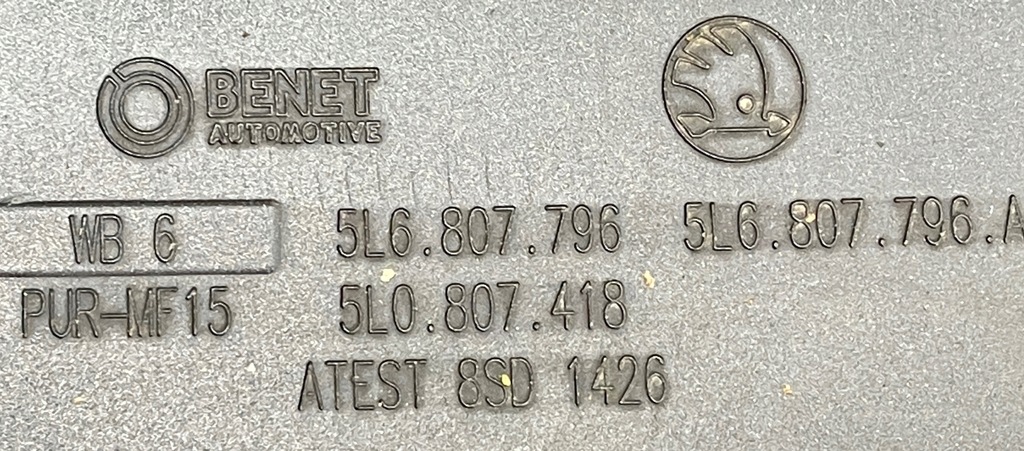 BENET
AUTOMOTIVE
WB 6 5L6.807.796 5L6.807.796.A
PUR-MF15 5L0.807.418
ATEST 8SD 1426